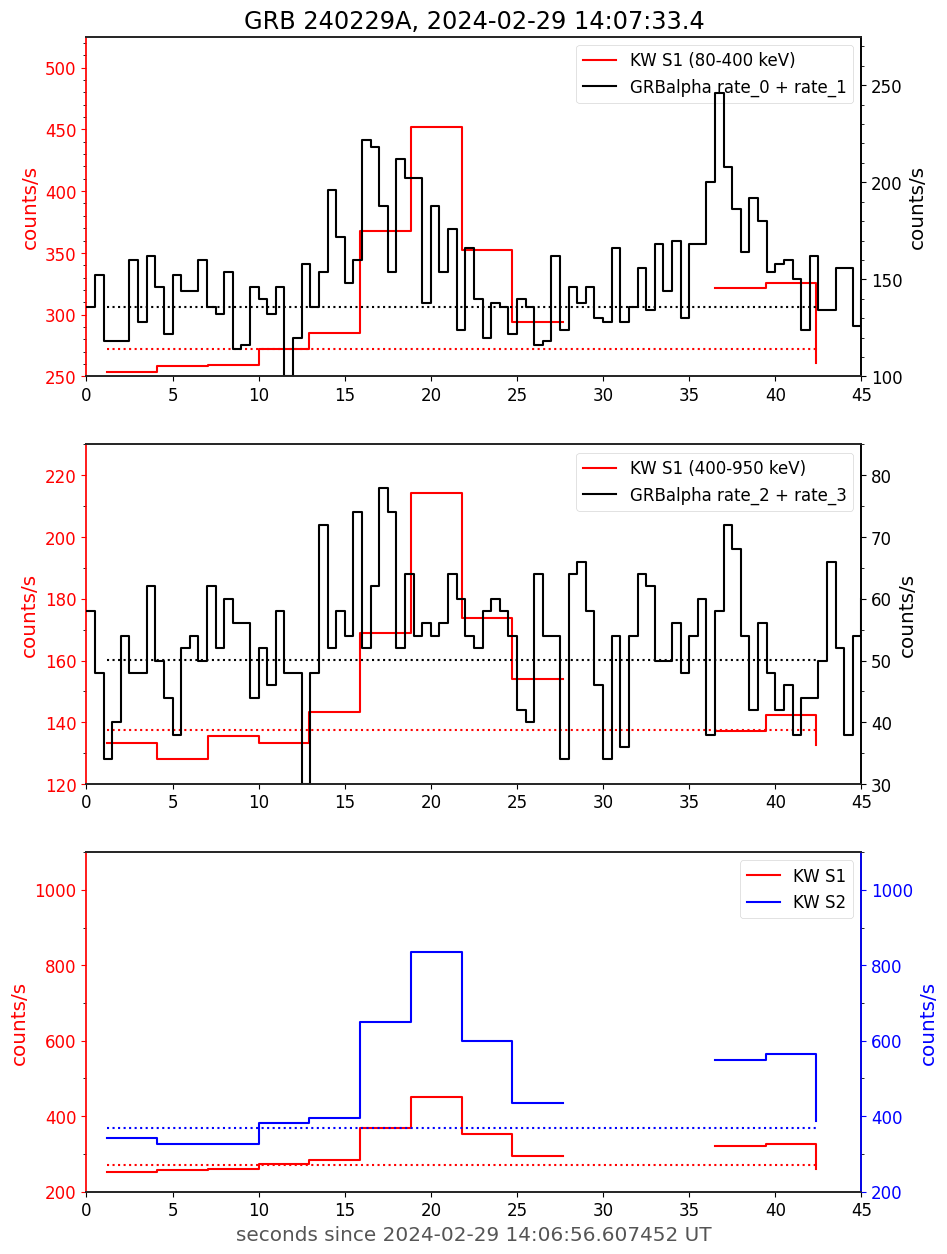 GRB 240229A, 2024-02-29 14:07:33.4
KW S1 (80-400 keV)
GRBalpha rate_0 + rate_1
counts/s
500
450
400
350
300
250
250
200
150
100
counts/s
0 5 10 15 20 25 30 35 40 45
KW S1 (400-950 keV)
GRBalpha rate_2 + rate_3
counts/s
220
200
180
160
140
120
80
70
60
50
40
30
counts/s
0 5 10 15 20 25 30 35 40 45
KW S1
KW S2
counts/s
1000
800
600
400
200
1000
800
600
400
200
counts/s
0 5 10 15 20 25 30 35 40 45
seconds since 2024-02-29 14:06:56.607452 UT